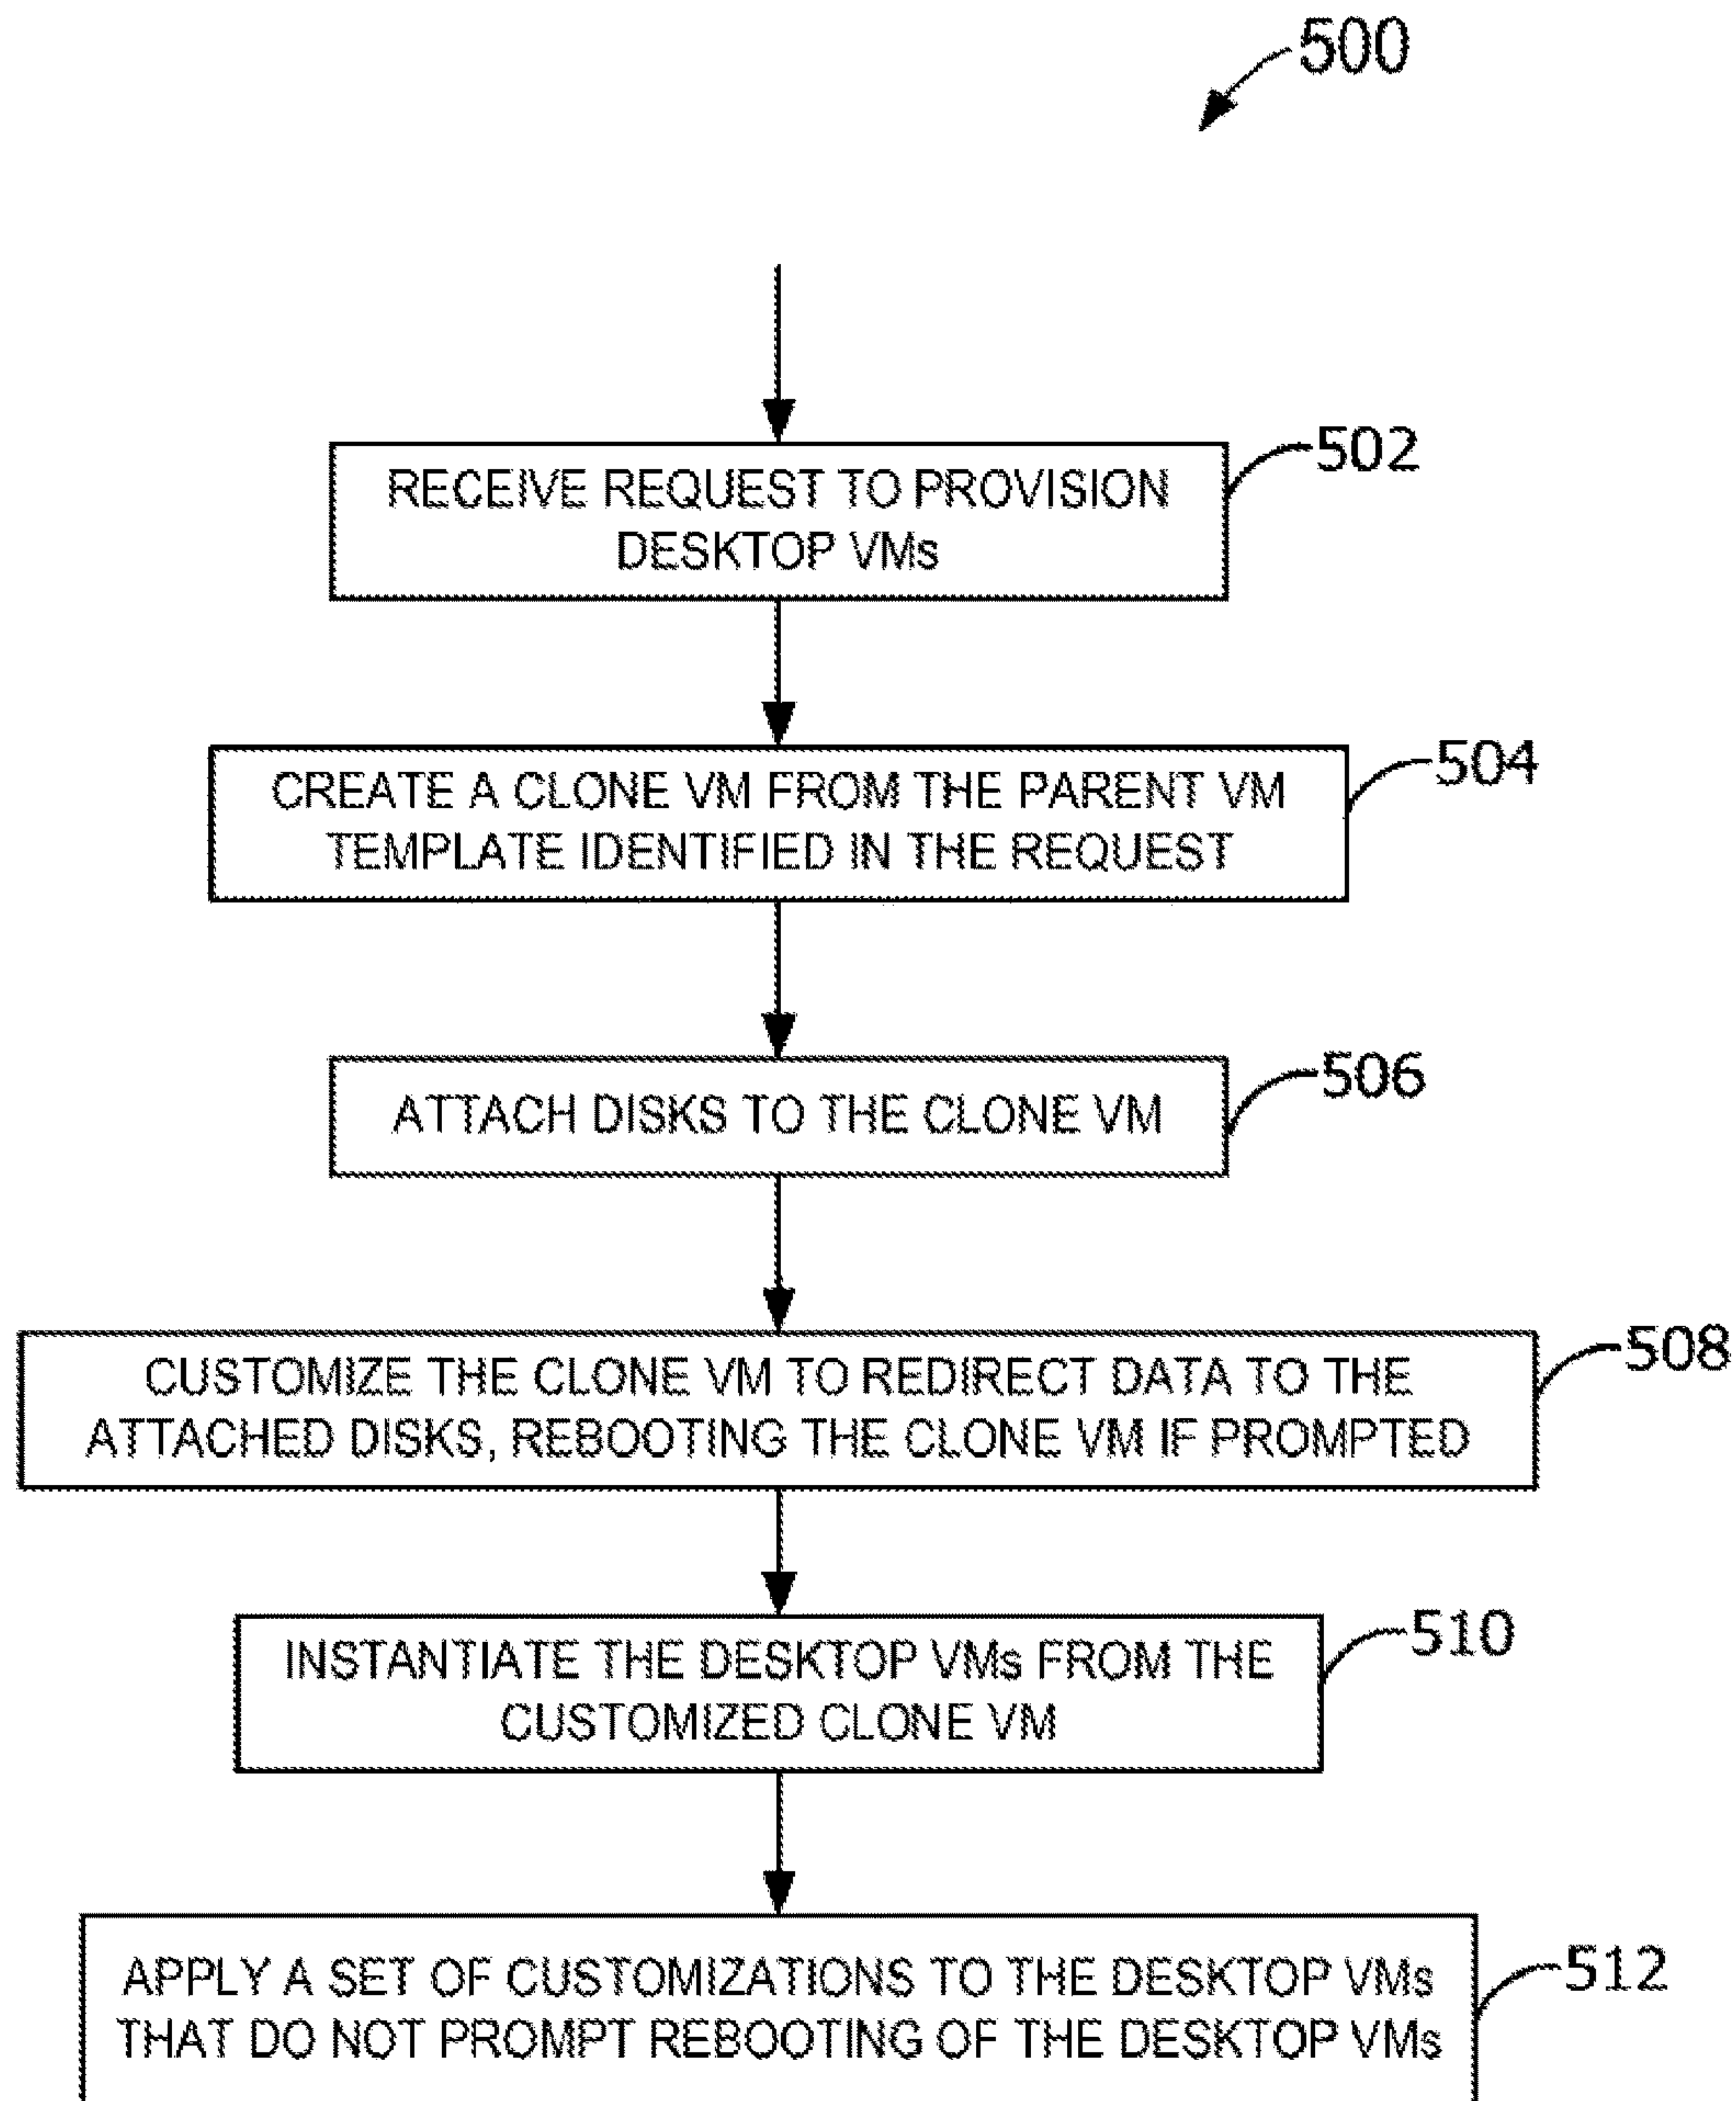 500
502
RECEIVE REQUEST TO PROVISION
DESKTOP VMs
504
CREATE A CLONE VM FROM THE PARENT VM
TEMPLATE IDENTIFIED IN THE REQUEST
506
ATTACH DISKS TO THE CLONE VM
508
CUSTOMIZE THE CLONE VM TO REDIRECT DATA TO THE
ATTACHED DISKS, REBOOTING THE CLONE VM IF PROMPTED
510
INSTANTIATE THE DESKTOP VMs FROM THE
CUSTOMIZED CLONE VM
512
APPLY A SET OF CUSTOMIZATIONS TO THE DESKTOP VMs
THAT DO NOT PROMPT REBOOTING OF THE DESKTOP VMs